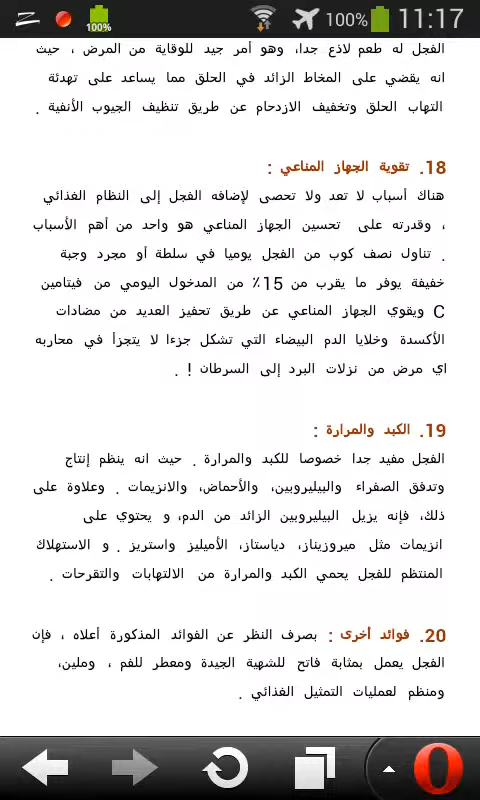 100%
100%
11:17
الفجل له طعم لاذع جدا، وهو أمر جيد للوقاية من المرض ، حيث
انه يقضي على المخاط الزائد في الحلق مما يساعد على تهدئة
التهاب الحلق وتخفيف الازدحام عن طريق تنظيف الجيوب الأنفية .
18. تقوية الجهاز المناعي :
هناك أسباب لا تعد ولا تحصى لإضافه الفجل إلى النظام الغذائي
، وقدرته على تحسين الجهاز المناعي هو واحد من أهم الأسباب
. تناول نصف كوب من الفجل يوميا في سلطة أو مجرد وجبة
خفيفة يوفر ما يقرب من 15٪ من المدخول اليومي من فيتامين
C ويقوي الجهاز المناعي عن طريق تحفيز العديد من مضادات
الأكسدة وخلايا الدم البيضاء التي تشكل جزءا لا يتجزأ في محاربه
اي مرض من نزلات البرد إلى السرطان ! .
19. الكبد والمرارة :
الفجل مفيد جدا خصوصا للكبد والمرارة . حيث انه ينظم إنتاج
وتدفق الصفراء والبيليروبين، والأحماض، والانزيمات . وعلاوة على
ذلك، فإنه يزيل البيليروبين الزائد من الدم، و يحتوي على
انزيمات مثل ميروزيناز، دياستاز، الأميليز واستريز . و الاستهلاك
المنتظم للفجل يحمي الكبد والمرارة من الالتهابات والتقرحات .
20. فوائد أخرى : بصرف النظر عن الفوائد المذكورة أعلاه ، فإن
الفجل يعمل بمثابة فاتح للشهية الجيدة ومعطر للفم ، وملين،
ومنظم لعمليات التمثيل الغذائي .